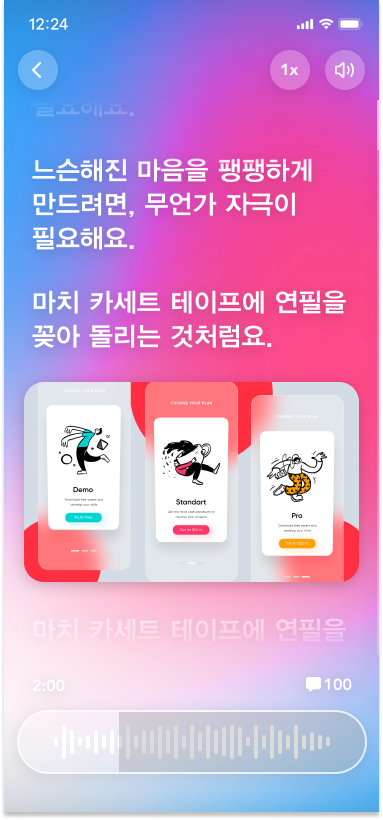 12:24
1x
필요해요.
느슨해진 마음을 팽팽하게
만드려면, 무언가 자극이
필요해요.
마치 카세트 테이프에 연필을
꽂아 돌리는 것처럼요.
CHOOSE YOUR PLAN
CHOOSE YOUR PLAN
CHOOSE YOUR PLAN
Demo
Standart
Pro
마치 카세트 테이프에 연필을
2:00
100